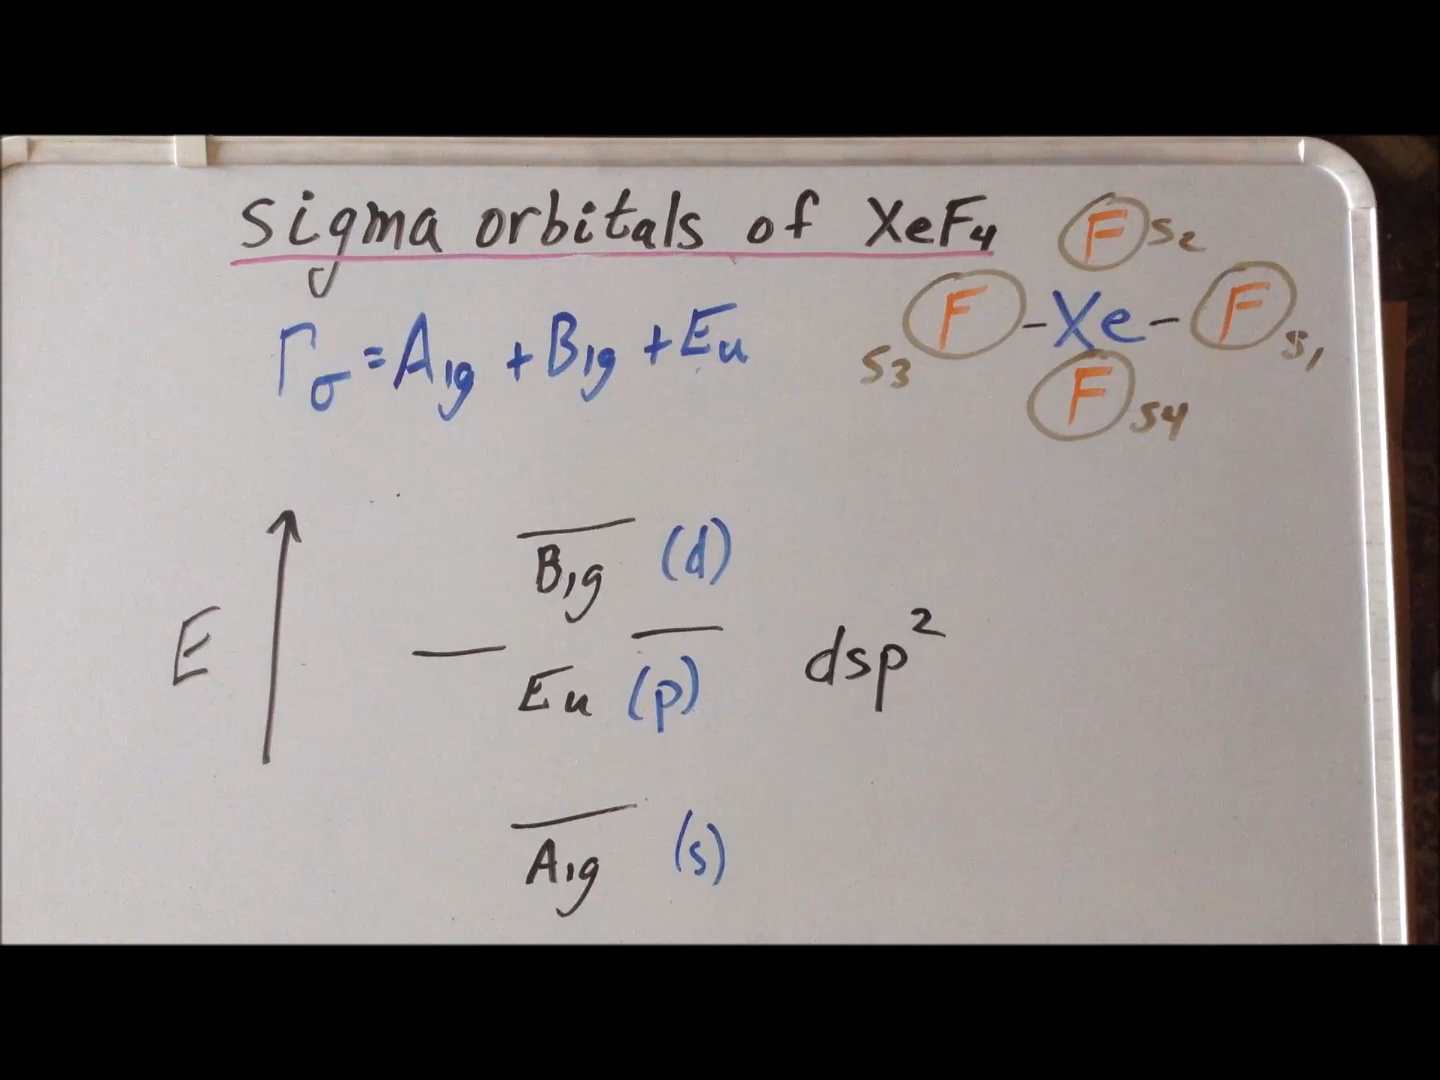 Sigma orbitals of XeF₄
F S₂
F -Xe- F
S₃ S₁
F S₄
Γσ = A₁g + B₁g + Eu
B₁g (d)
E
Eu (p) dsp²
A₁g (s)